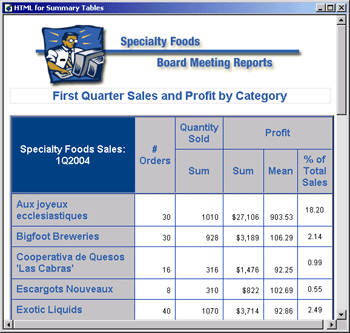 HTML for Summary Tables
Specialty Foods
Board Meeting Reports
First Quarter Sales and Profit by Category
Specialty Foods Sales:
1Q2004
#
Orders
Quantity
Sold
Profit
Sum
Sum
Mean
% of
Total
Sales
Aux joyeux
ecclesiastiques
30
1010
$27,106
903.53
18.20
Bigfoot Breweries
30
928
$3,189
106.29
2.14
Cooperativa de Quesos
'Las Cabras'
16
316
$1,476
92.25
0.99
Escargots Nouveaux
8
310
$822
102.69
0.55
Exotic Liquids
40
1070
$3,714
92.86
2.49